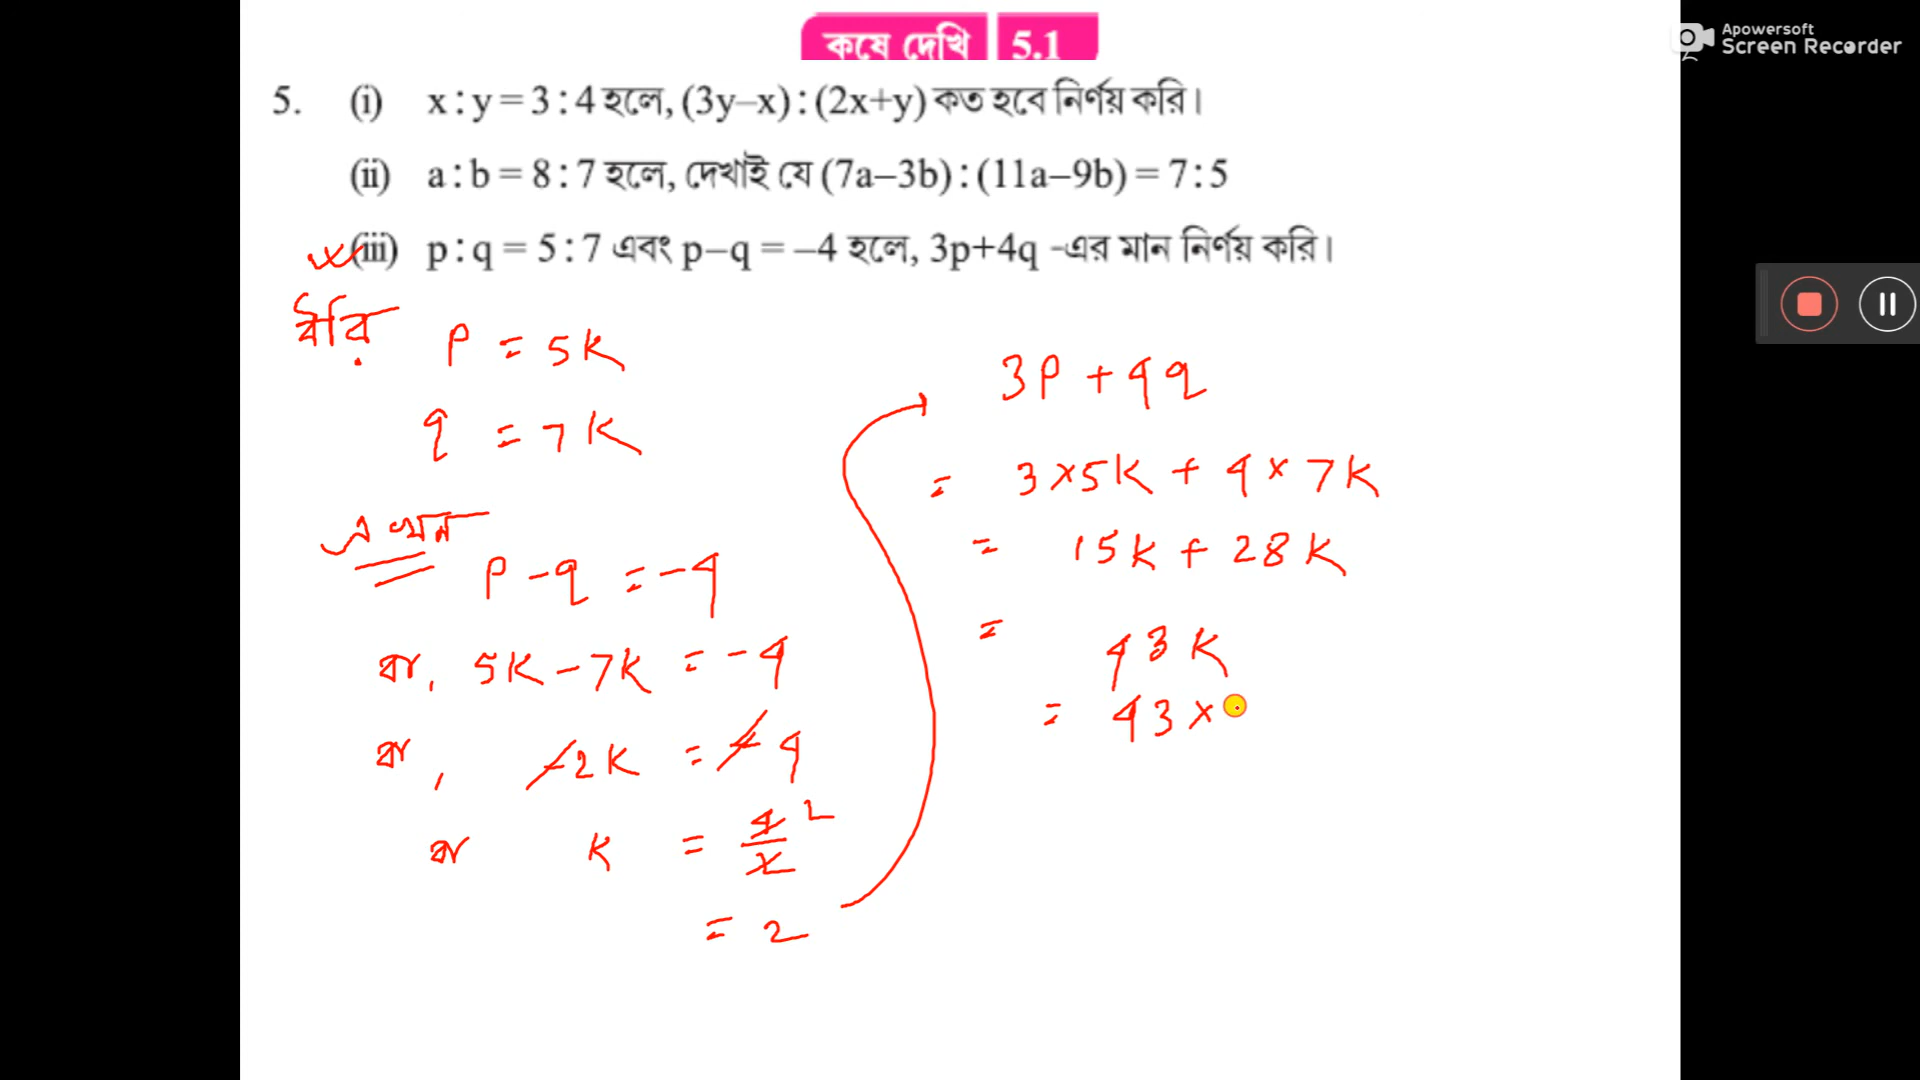 কষে দেখি 5.1
Apowersoft
Screen Recorder
5. (i) x : y = 3 : 4 হলে, (3y–x) : (2x+y) কত হবে নির্ণয় করি।
(ii) a : b = 8 : 7 হলে, দেখাই যে (7a–3b) : (11a–9b) = 7 : 5
(iii) p : q = 5 : 7 এবং p–q = –4 হলে, 3p+4q -এর মান নির্ণয় করি।
ধরি
p = 5k
q = 7k
এখন
p - q = -4
বা, 5k - 7k = -4
বা, -2k = -4
বা k = 4/2 2
= 2
3p + 4q
= 3 × 5k + 4 × 7k
= 15k + 28k
= 43k
= 43 ×